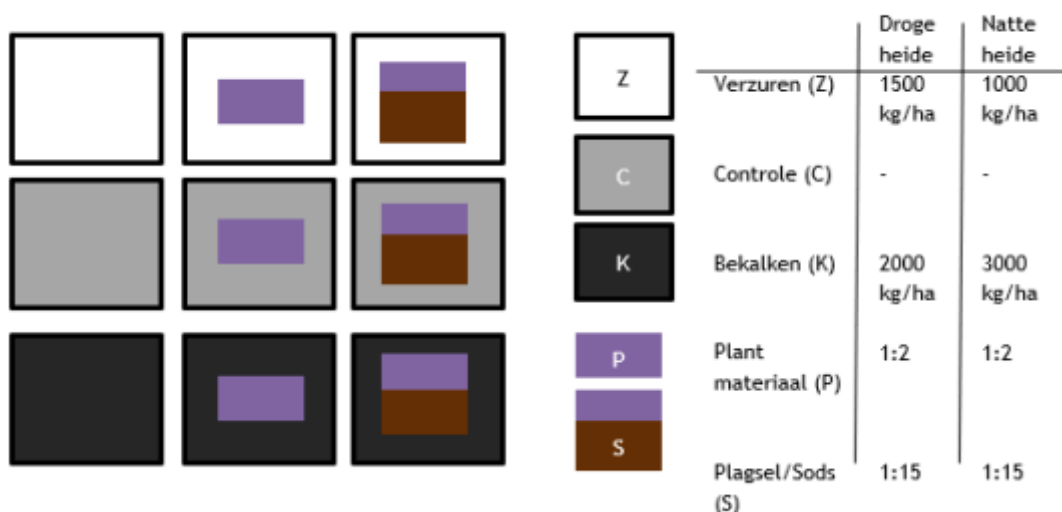 Droge Natte
heide heide
Z Verzuren (Z) 1500 1000
kg/ha kg/ha
C Controle (C) - -
K Bekalken (K) 2000 3000
kg/ha kg/ha
P Plant 1:2 1:2
materiaal (P)
S Plagsel/Sods 1:15 1:15
(S)